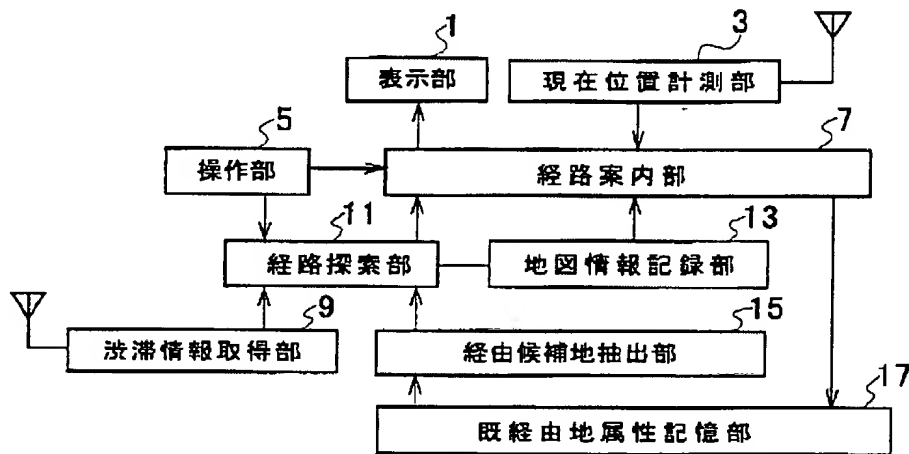 1
表示部
3
現在位置計測部
5
操作部
7
経路案内部
11
経路探索部
13
地図情報記録部
9
渋滞情報取得部
15
経由候補地抽出部
17
既経由地属性記憶部